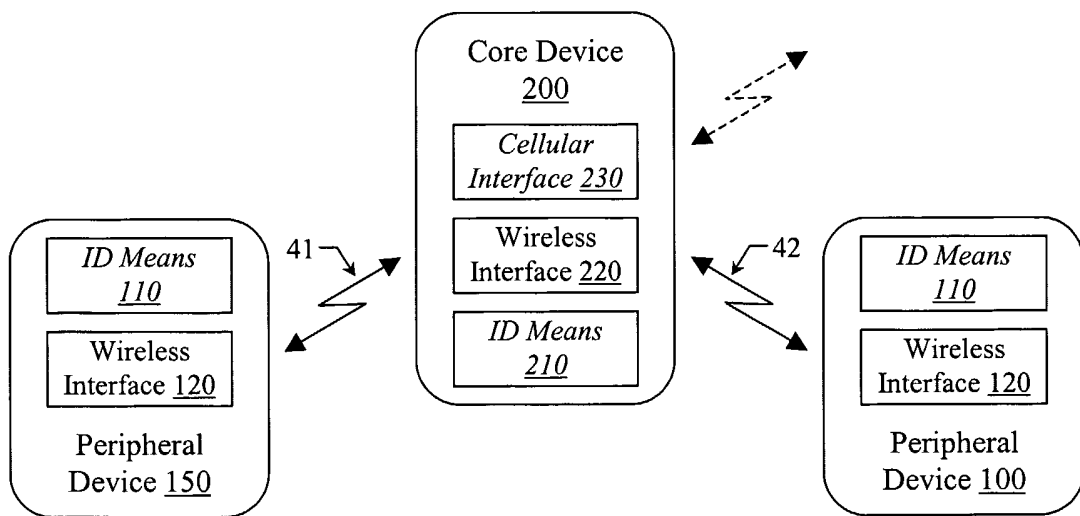 Core Device
200
Cellular
Interface 230
Wireless
Interface 220
ID Means
210
41
42
ID Means
110
Wireless
Interface 120
Peripheral
Device 150
ID Means
110
Wireless
Interface 120
Peripheral
Device 100